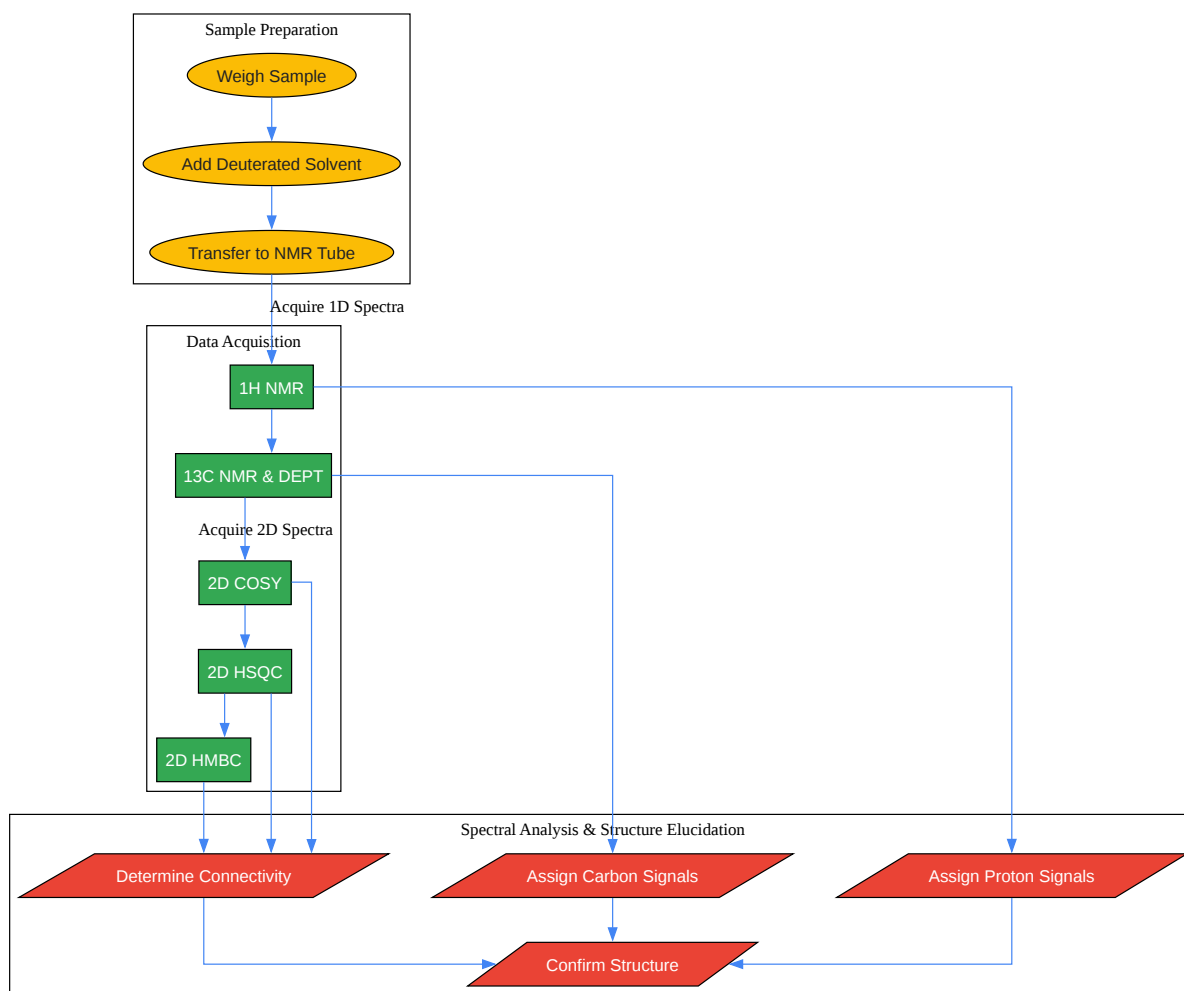 Sample Preparation
Weigh Sample
Add Deuterated Solvent
Transfer to NMR Tube
Acquire 1D Spectra
Data Acquisition
1H NMR
13C NMR & DEPT
Acquire 2D Spectra
2D COSY
2D HSQC
2D HMBC
Spectral Analysis & Structure Elucidation
Determine Connectivity
Assign Carbon Signals
Assign Proton Signals
Confirm Structure